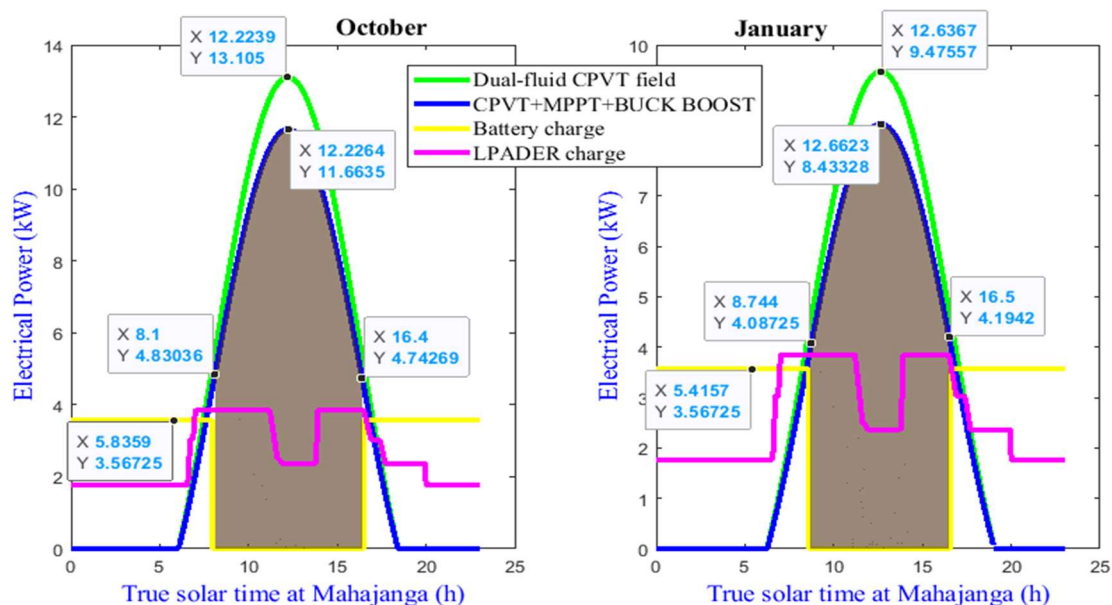 October
14
12
10
8
6
4
2
0
0
5
10
15
20
25
Electrical Power (kW)
True solar time at Mahajanga (h)
X 12.2239
Y 13.105
X 12.2264
Y 11.6635
X 8.1
Y 4.83036
X 16.4
Y 4.74269
X 5.8359
Y 3.56725
Dual-fluid CPVT field
CPVT+MPPT+BUCK BOOST
Battery charge
LPADER charge
January
10
8
7
6
5
4
3
2
1
0
0
5
10
15
20
25
Electrical Power (kW)
True solar time at Mahajanga (h)
X 12.6367
Y 9.47557
X 12.6623
Y 8.43328
X 8.744
Y 4.08725
X 16.5
Y 4.1942
X 5.4157
Y 3.56725